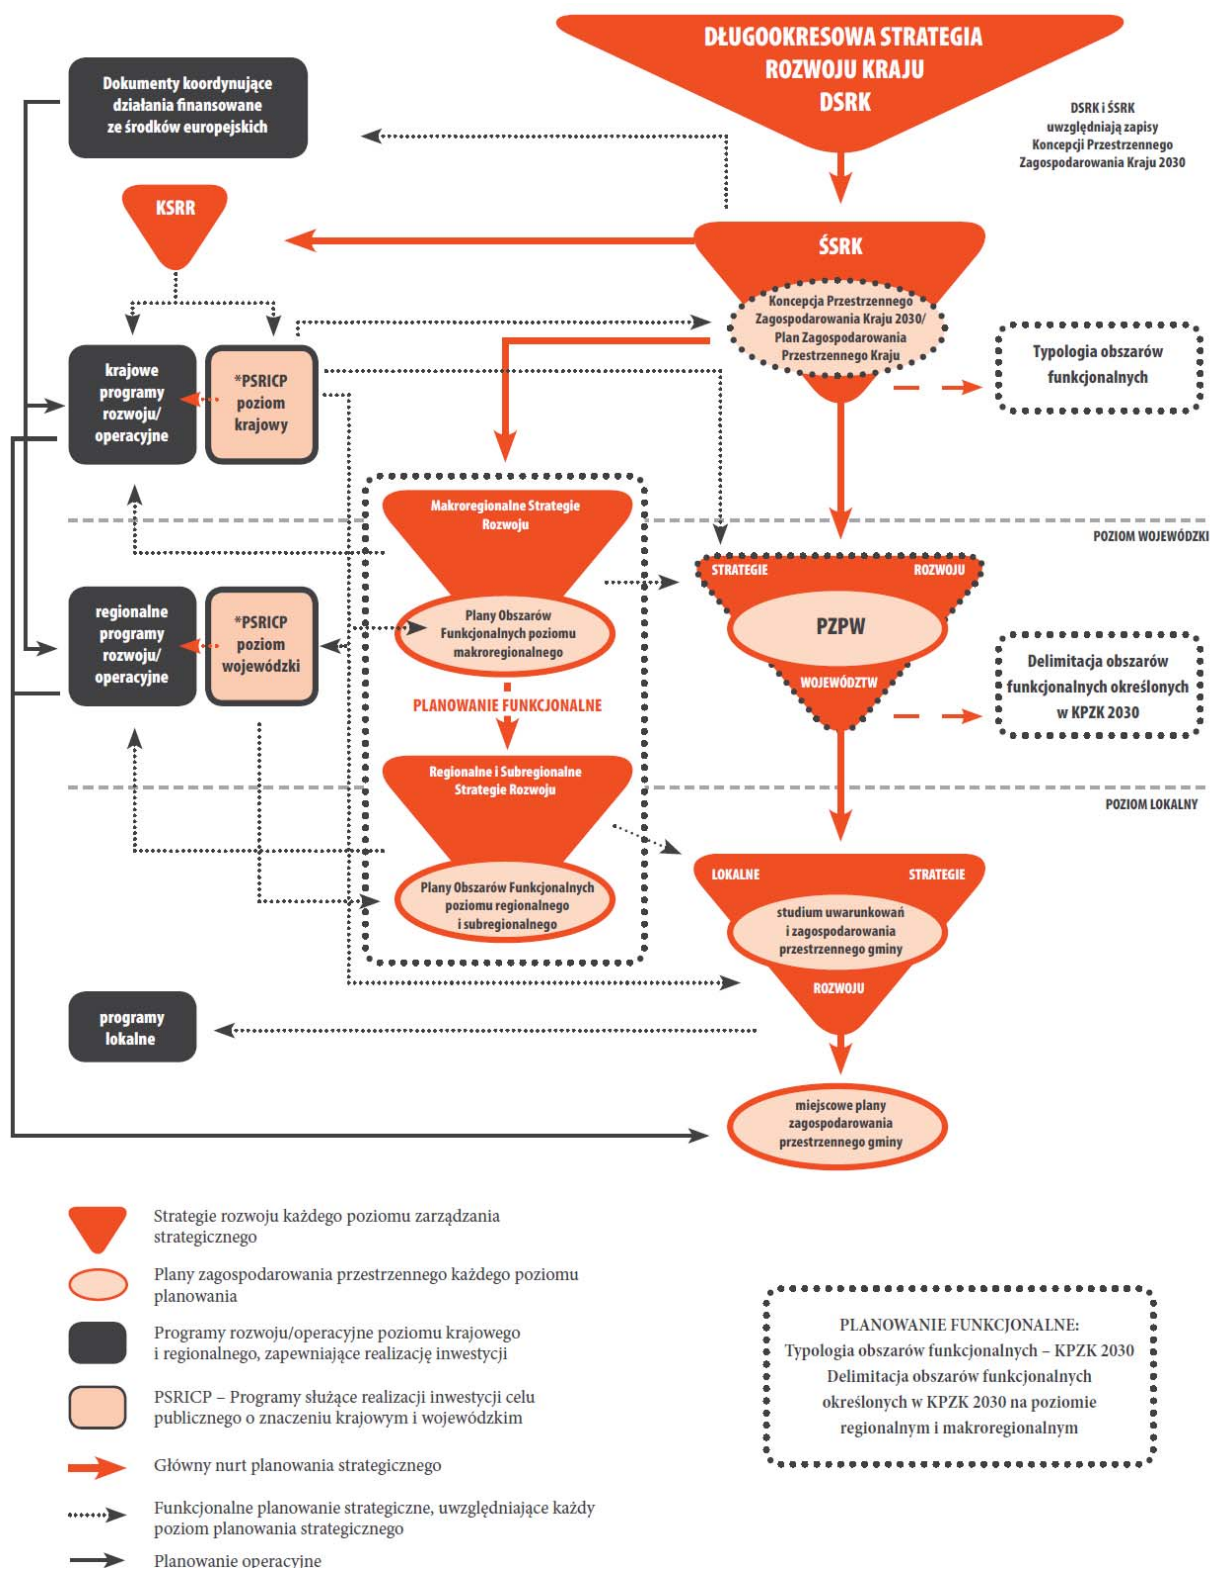 DŁUGOOKRESOWA STRATEGIA
ROZWOJU KRAJU
DSRK
Dokumenty koordynujące
działania finansowane
ze środków europejskich
DSRK i ŚSRK
uwzględniają zapisy
Koncepcji Przestrzennego
Zagospodarowania Kraju 2030
KSRR
ŚSRK
Koncepcja Przestrzennego
Zagospodarowania Kraju 2030/
Plan Zagospodarowania
Przestrzennego Kraju
Typologia obszarów
funkcjonalnych
krajowe
programy
rozwoju/
operacyjne
*PSRICP
poziom
krajowy
Makroregionalne Strategie
Rozwoju
POZIOM WOJEWÓDZKI
STRATEGIE
ROZWOJU
PZPW
WOJEWÓDZTW
regionalne
programy
rozwoju/
operacyjne
*PSRICP
poziom
wojewódzki
Plany Obszarów
Funkcjonalnych poziomu
makroregionalnego
Delimitacja obszarów
funkcjonalnych określonych
w KPZK 2030
PLANOWANIE FUNKCJONALNE
Regionalne i Subregionalne
Strategie Rozwoju
POZIOM LOKALNY
LOKALNE
STRATEGIE
studium uwarunkowań
i zagospodarowania
przestrzennego gminy
ROZWOJU
Plany Obszarów Funkcjonalnych
poziomu regionalnego
i subregionalnego
programy
lokalne
miejscowe plany
zagospodarowania
przestrzennego gminy
Strategie rozwoju każdego poziomu zarządzania
strategicznego
Plany zagospodarowania przestrzennego każdego poziomu
planowania
Programy rozwoju/operacyjne poziomu krajowego
i regionalnego, zapewniające realizację inwestycji
PSRICP – Programy służące realizacji inwestycji celu
publicznego o znaczeniu krajowym i wojewódzkim
Główny nurt planowania strategicznego
Funkcjonalne planowanie strategiczne, uwzględniające każdy
poziom planowania strategicznego
Planowanie operacyjne
PLANOWANIE FUNKCJONALNE:
Typologia obszarów funkcjonalnych – KPZK 2030
Delimitacja obszarów funkcjonalnych
określonych w KPZK 2030 na poziomie
regionalnym i makroregionalnym